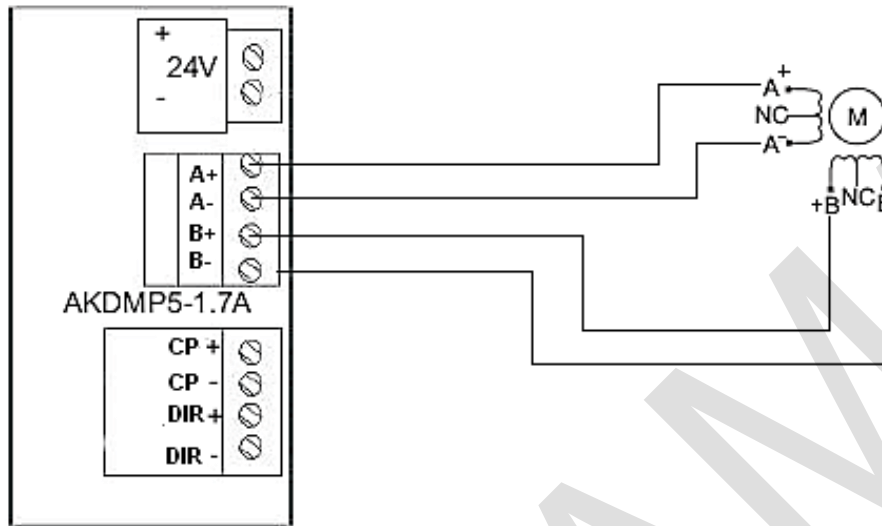 +
24V
-
A+
A-
B+
B-
AKDMP5-1.7A
CP +
CP -
DIR+
DIR -
A+
NC
A-
M
+B NC B